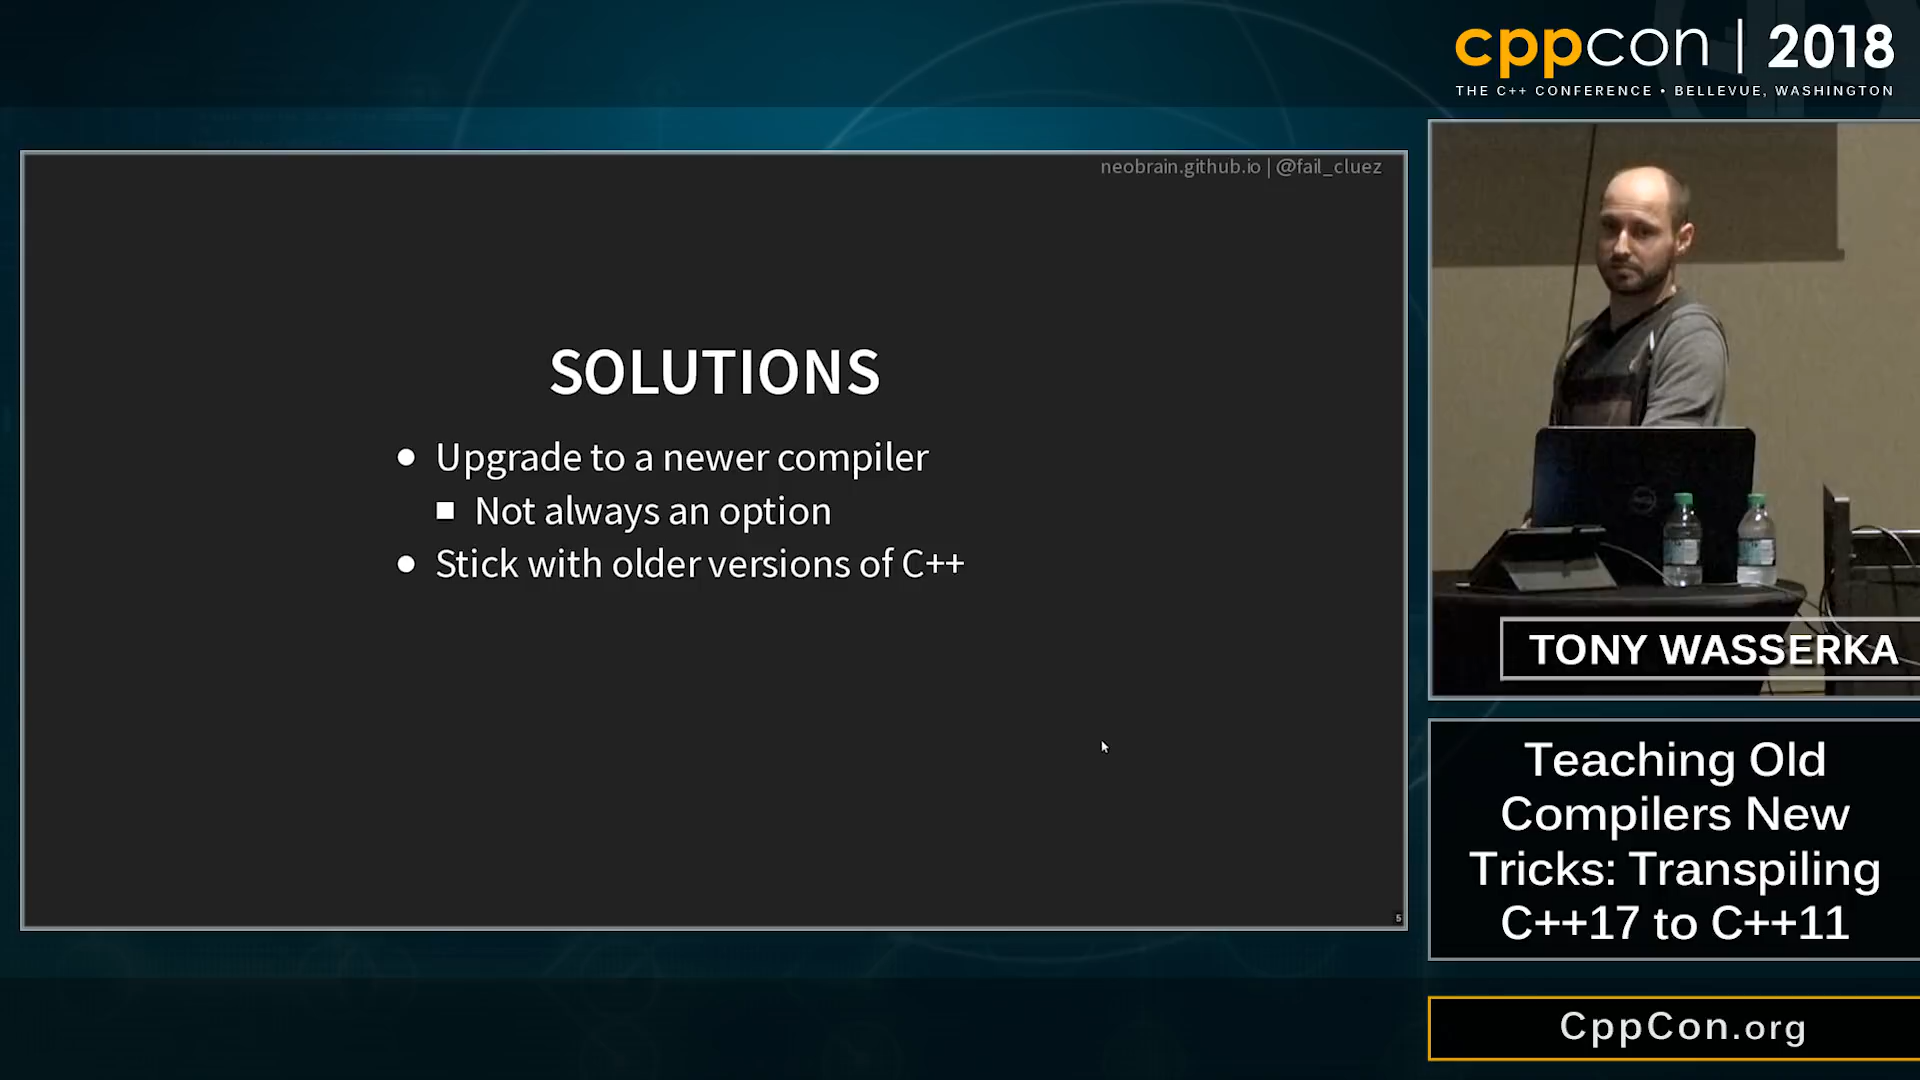 cppcon | 2018
THE C++ CONFERENCE • BELLEVUE, WASHINGTON
neobrain.github.io | @fail_cluez
SOLUTIONS
Upgrade to a newer compiler
Not always an option
Stick with older versions of C++
5
TONY WASSERKA
Teaching Old
Compilers New
Tricks: Transpiling
C++17 to C++11
CppCon.org